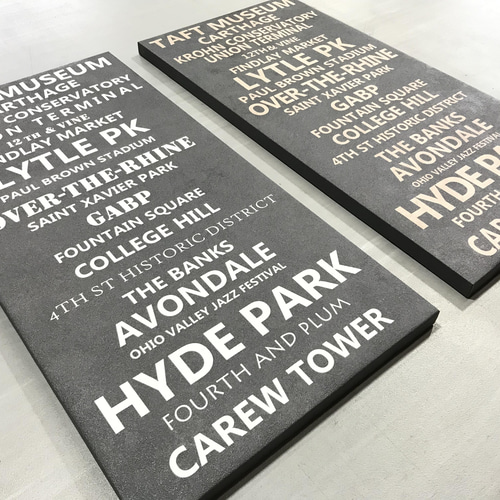 MUSEUM
CARTHAGE
CONSERVATORY
TERMINAL
12TH & VINE
FINDLAY MARKET
LYTLE PK
PAUL BROWN STADIUM
OVER-THE-RHINE
SAINT XAVIER PARK
GABP
FOUNTAIN SQUARE
COLLEGE HILL
4TH ST HISTORIC DISTRICT
THE BANKS
AVONDALE
OHIO VALLEY JAZZ FESTIVAL
HYDE PARK
FOURTH AND PLUM
CAREW TOWER
TAFT MUSEUM
CARTHAGE
KROHN CONSERVATORY
UNION TERMINAL
12TH & VINE
FINDLAY MARKET
LYTLE PK
PAUL BROWN STADIUM
OVER-THE-RHINE
SAINT XAVIER PARK
GABP
FOUNTAIN SQUARE
COLLEGE HILL
4TH ST HISTORIC DISTRICT
THE BANKS
AVONDALE
OHIO VALLEY JAZZ FESTIVAL
HYDE PARK
FOURTH